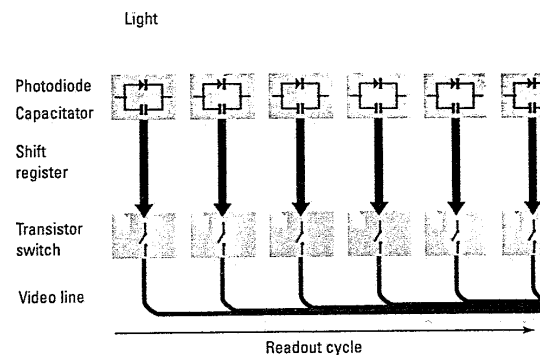 Light
Photodiode
Capacitator
Shift
register
Transistor
switch
Video line
Readout cycle